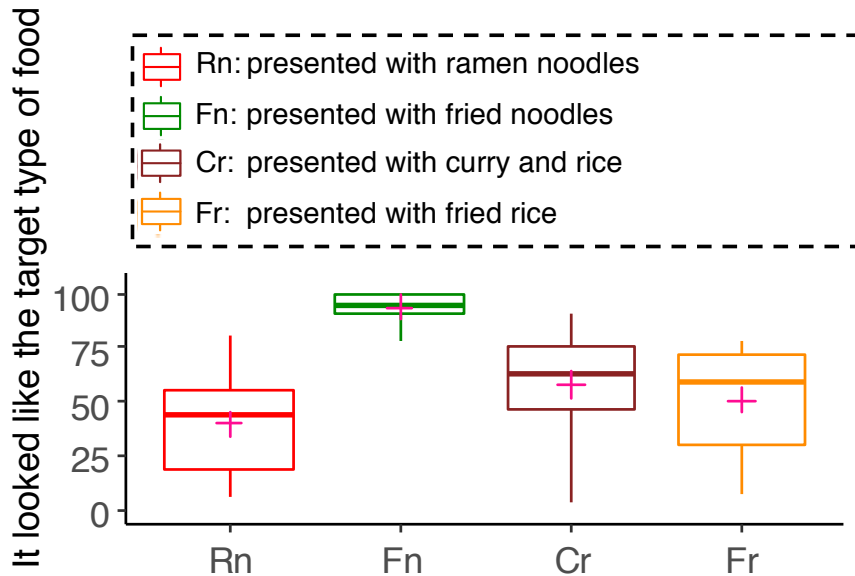 It looked like the target type of food
Rn: presented with ramen noodles
Fn: presented with fried noodles
Cr: presented with curry and rice
Fr: presented with fried rice
100
75
50
25
0
Rn Fn Cr Fr